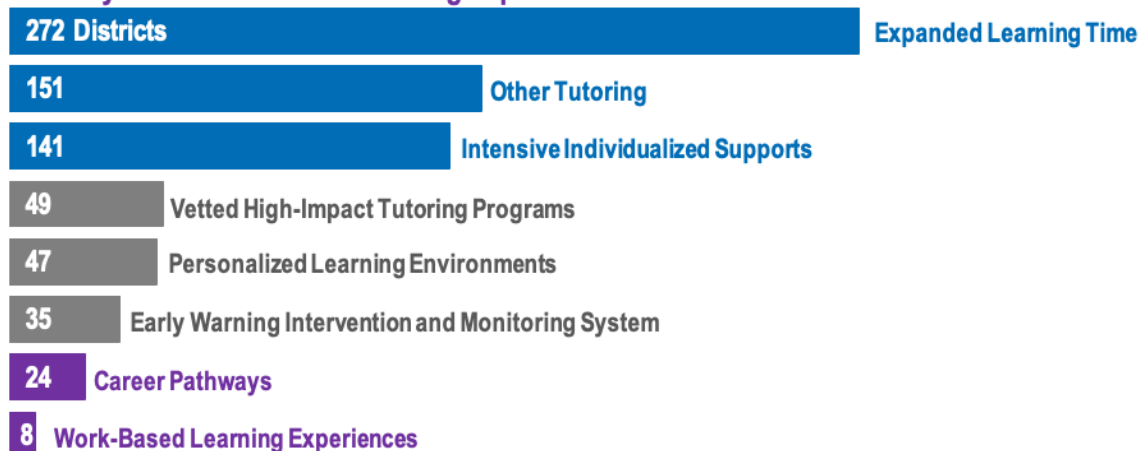 272 Districts Expanded Learning Time
151 Other Tutoring
141 Intensive Individualized Supports
49 Vetted High-Impact Tutoring Programs
47 Personalized Learning Environments
35 Early Warning Intervention and Monitoring System
24 Career Pathways
8 Work-Based Learning Experiences